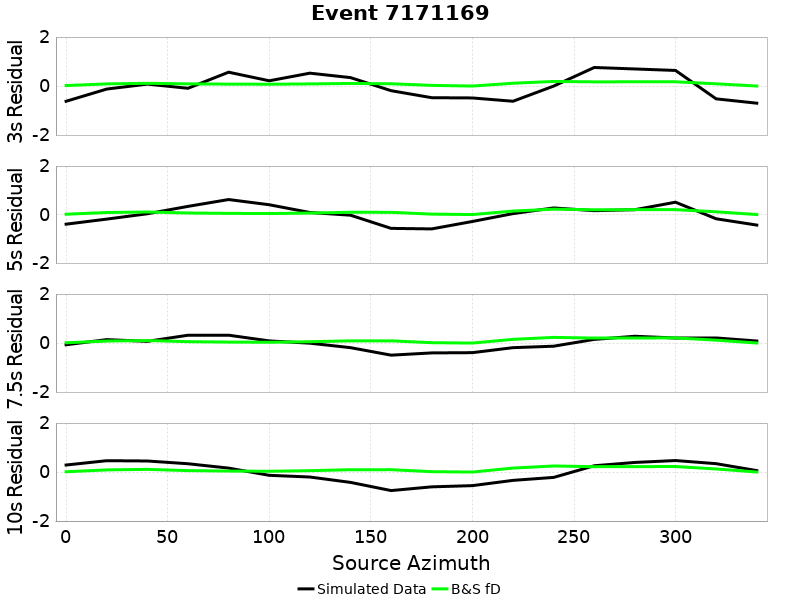 Event 7171169
3s Residual
2
0
-2
5s Residual
2
0
-2
7.5s Residual
2
0
-2
10s Residual
2
0
-2
0 50 100 150 200 250 300
Source Azimuth
Simulated Data B&S fD